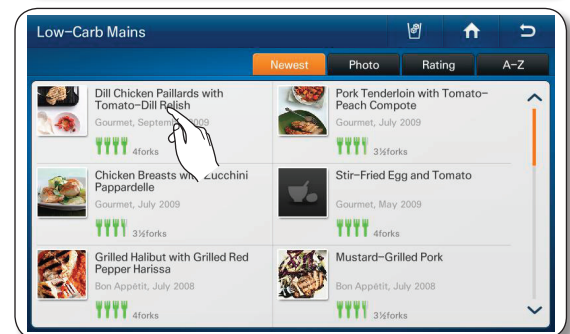 Low-Carb Mains
Newest
Photo
Rating
A-Z
Dill Chicken Paillards with
Tomato-Dill Relish
Gourmet, September 2009
4forks
Pork Tenderloin with Tomato-
Peach Compote
Gourmet, July 2009
3½forks
Chicken Breasts with Zucchini
Pappardelle
Gourmet, July 2009
3½forks
Stir-Fried Egg and Tomato
Gourmet, May 2009
4forks
Grilled Halibut with Grilled Red
Pepper Harissa
Bon Appétit, July 2008
4forks
Mustard-Grilled Pork
Bon Appétit, July 2008
3½forks